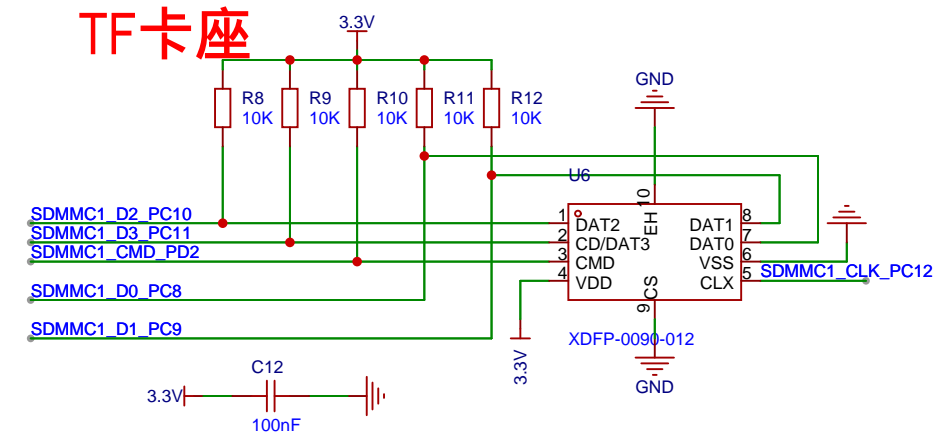 TF卡座
3.3V
R8
10K
R9
10K
R10
10K
R11
10K
R12
10K
GND
U6
SDMMC1_D2_PC10
SDMMC1_D3_PC11
SDMMC1_CMD_PD2
SDMMC1_D0_PC8
SDMMC1_D1_PC9
1
2
3
4
DAT2
CD/DAT3
CMD
VDD
EH
10
DAT1
DAT0
VSS
CLX
8
7
6
5
SDMMC1_CLK_PC12
CS
9
XDFP-0090-012
3.3V
GND
C12
3.3V
100nF